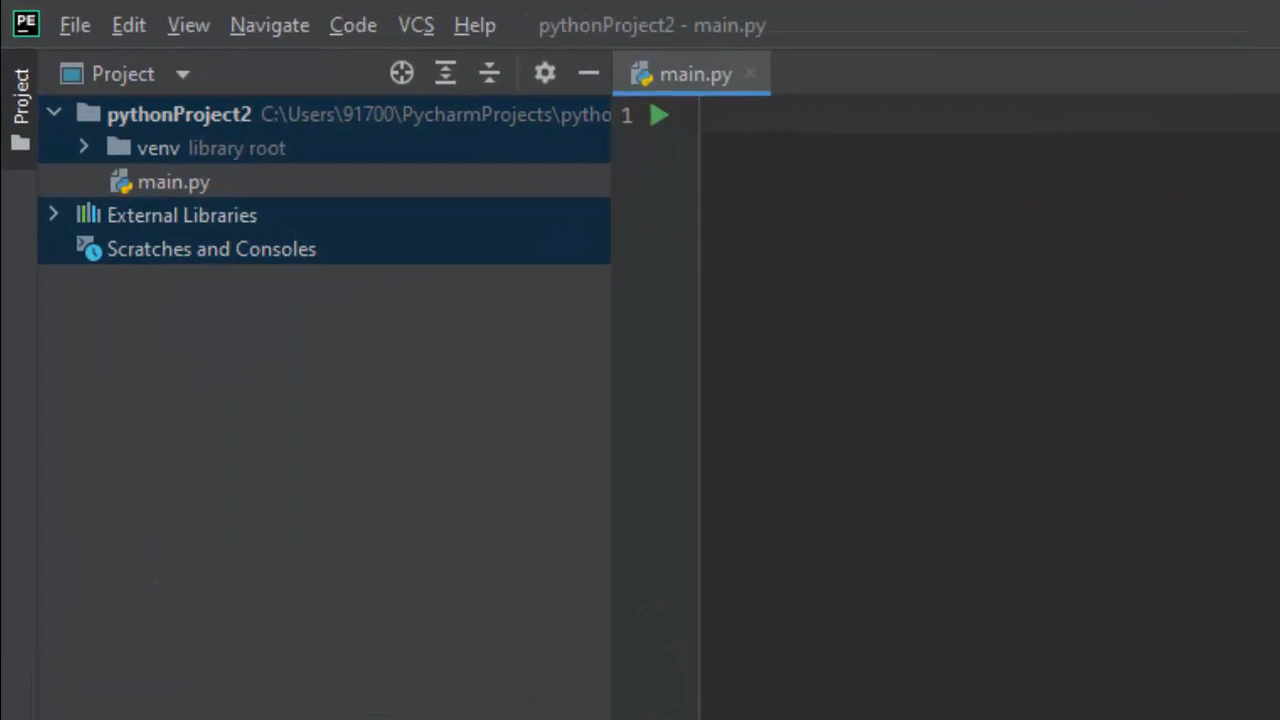 PE File Edit View Navigate Code VCS Help pythonProject2 - main.py
Project
Project
main.py
pythonProject2 C:\Users\91700\PycharmProjects\pytho
1
venv library root
main.py
External Libraries
Scratches and Consoles